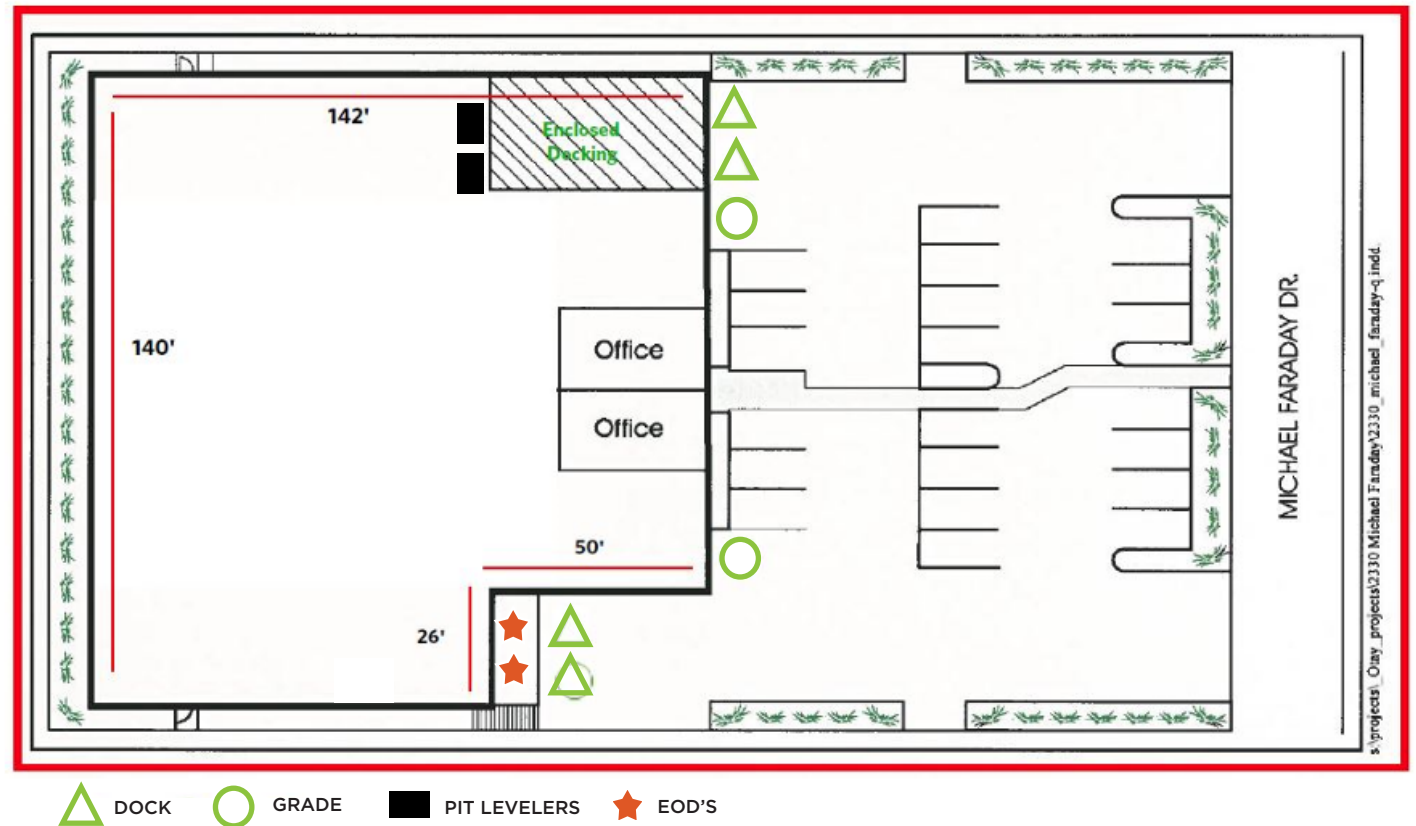 142'
Enclosed
Docking
140'
Office
Office
50'
26'
MICHAEL FARADAY DR.
s:\projects\_Otay_projects\2330 Michael Faraday\2330_michael_faraday-q.indd
DOCK
GRADE
PIT LEVELERS
EOD'S